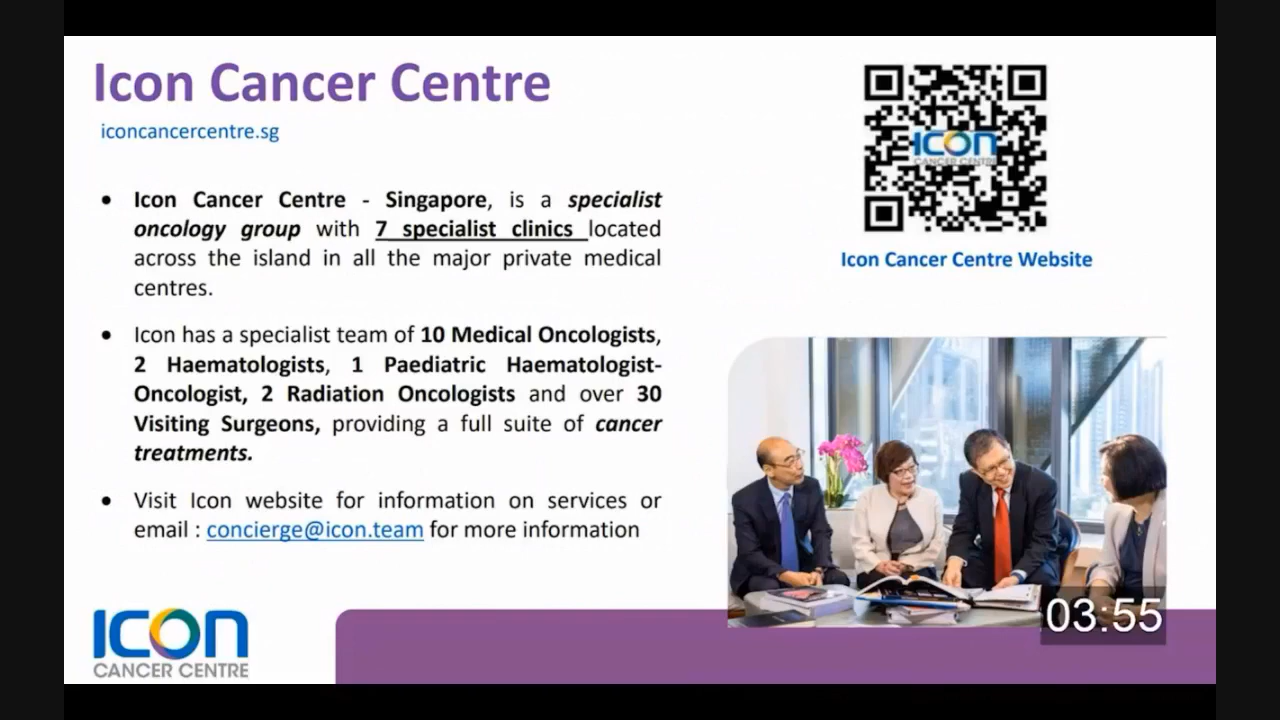 Icon Cancer Centre
iconcancercentre.sg
• Icon Cancer Centre - Singapore, is a specialist
oncology group with 7 specialist clinics located
across the island in all the major private medical
centres.
• Icon has a specialist team of 10 Medical Oncologists,
2 Haematologists, 1 Paediatric Haematologist-
Oncologist, 2 Radiation Oncologists and over 30
Visiting Surgeons, providing a full suite of cancer
treatments.
• Visit Icon website for information on services or
email : concierge@icon.team for more information
ICON
CANCER CENTRE
Icon Cancer Centre Website
03:55
ICON
CANCER CENTRE